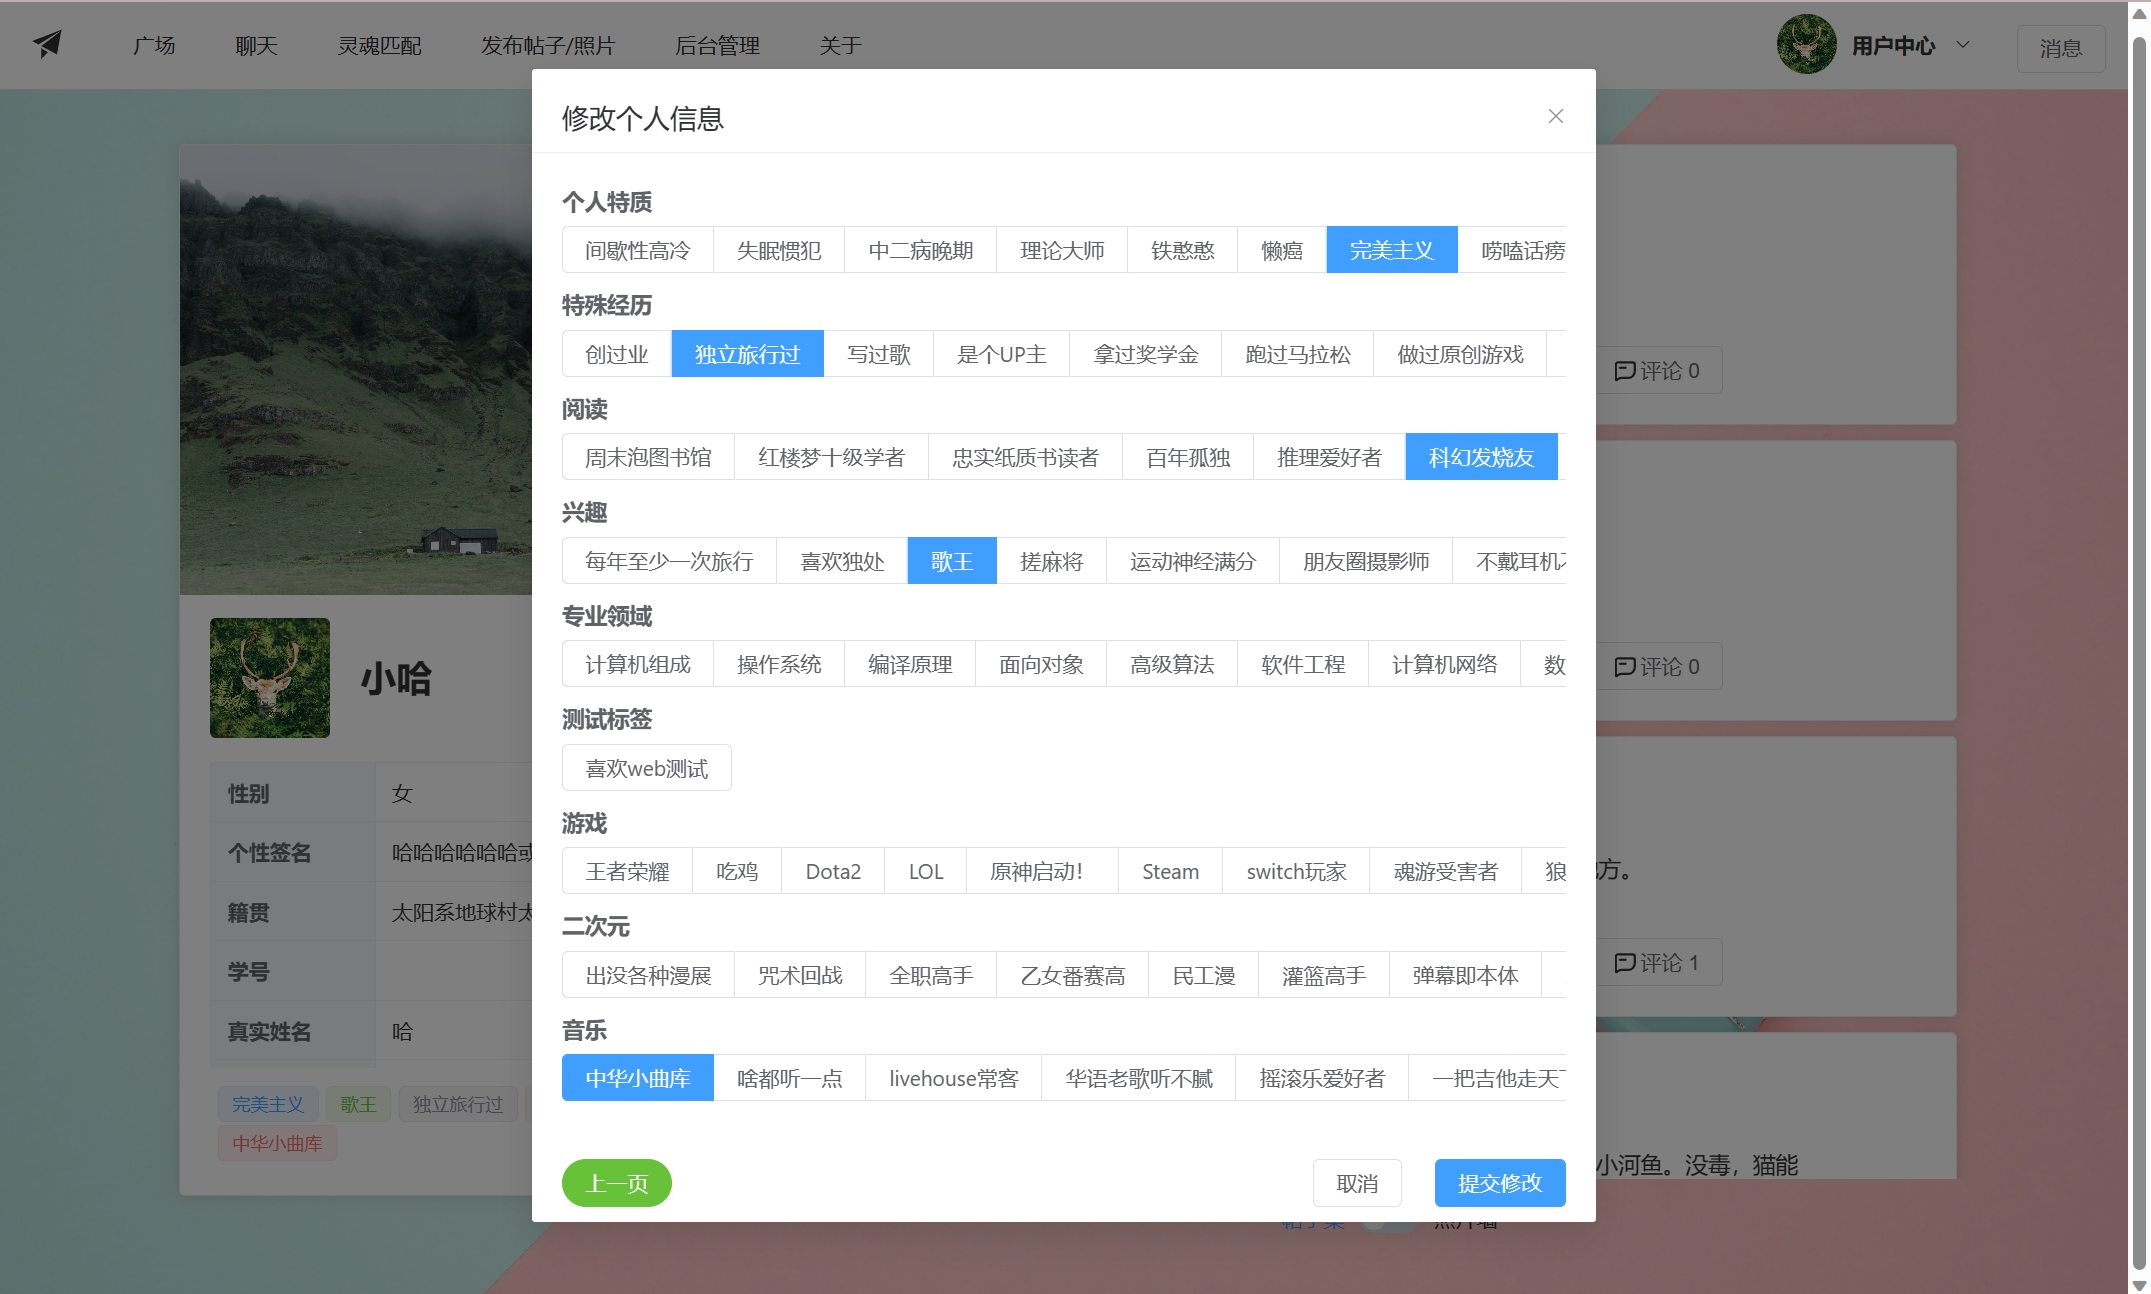 广场 聊天 灵魂匹配 发布帖子/照片 后台管理 关于 用户中心 消息
修改个人信息
个人特质
间歇性高冷 失眠惯犯 中二病晚期 理论大师 铁憨憨 懒癌 完美主义 唠嗑话痨
特殊经历
创过业 独立旅行过 写过歌 是个UP主 拿过奖学金 跑过马拉松 做过原创游戏
评论 0
阅读
周末泡图书馆 红楼梦十级学者 忠实纸质书读者 百年孤独 推理爱好者 科幻发烧友
兴趣
每年至少一次旅行 喜欢独处 歌王 搓麻将 运动神经满分 朋友圈摄影师 不戴耳机
专业领域
计算机组成 操作系统 编译原理 面向对象 高级算法 软件工程 计算机网络 数
评论 0
小哈
测试标签
喜欢web测试
性别 女
游戏
王者荣耀 吃鸡 Dota2 LOL 原神启动! Steam switch玩家 魂游受害者 狼
方。
个性签名 哈哈哈哈哈哈或
籍贯 太阳系地球村太
二次元
出没各种漫展 咒术回战 全职高手 乙女番赛高 民工漫 灌篮高手 弹幕即本体
评论 1
学号
真实姓名 哈
音乐
中华小曲库 啥都听一点 livehouse常客 华语老歌听不腻 摇滚乐爱好者 一把吉他走天
完美主义 歌王 独立旅行过
中华小曲库
小河鱼。没毒，猫能
上一页 取消 提交修改